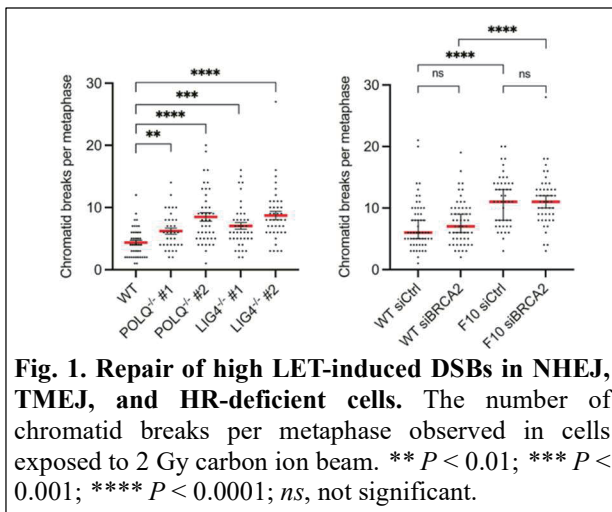 ****
****
***
****
ns
ns
****
**
30
20
10
0
Chromatid breaks per metaphase
WT
POLQ-/- #1
POLQ-/- #2
LIG4-/- #1
LIG4-/- #2
30
20
10
0
Chromatid breaks per metaphase
WT siCtrl
WT siBRCA2
F10 siCtrl
F10 siBRCA2
Fig. 1. Repair of high LET-induced DSBs in NHEJ,
TMEJ, and HR-deficient cells. The number of
chromatid breaks per metaphase observed in cells
exposed to 2 Gy carbon ion beam. ** P < 0.01; *** P <
0.001; **** P < 0.0001; ns, not significant.